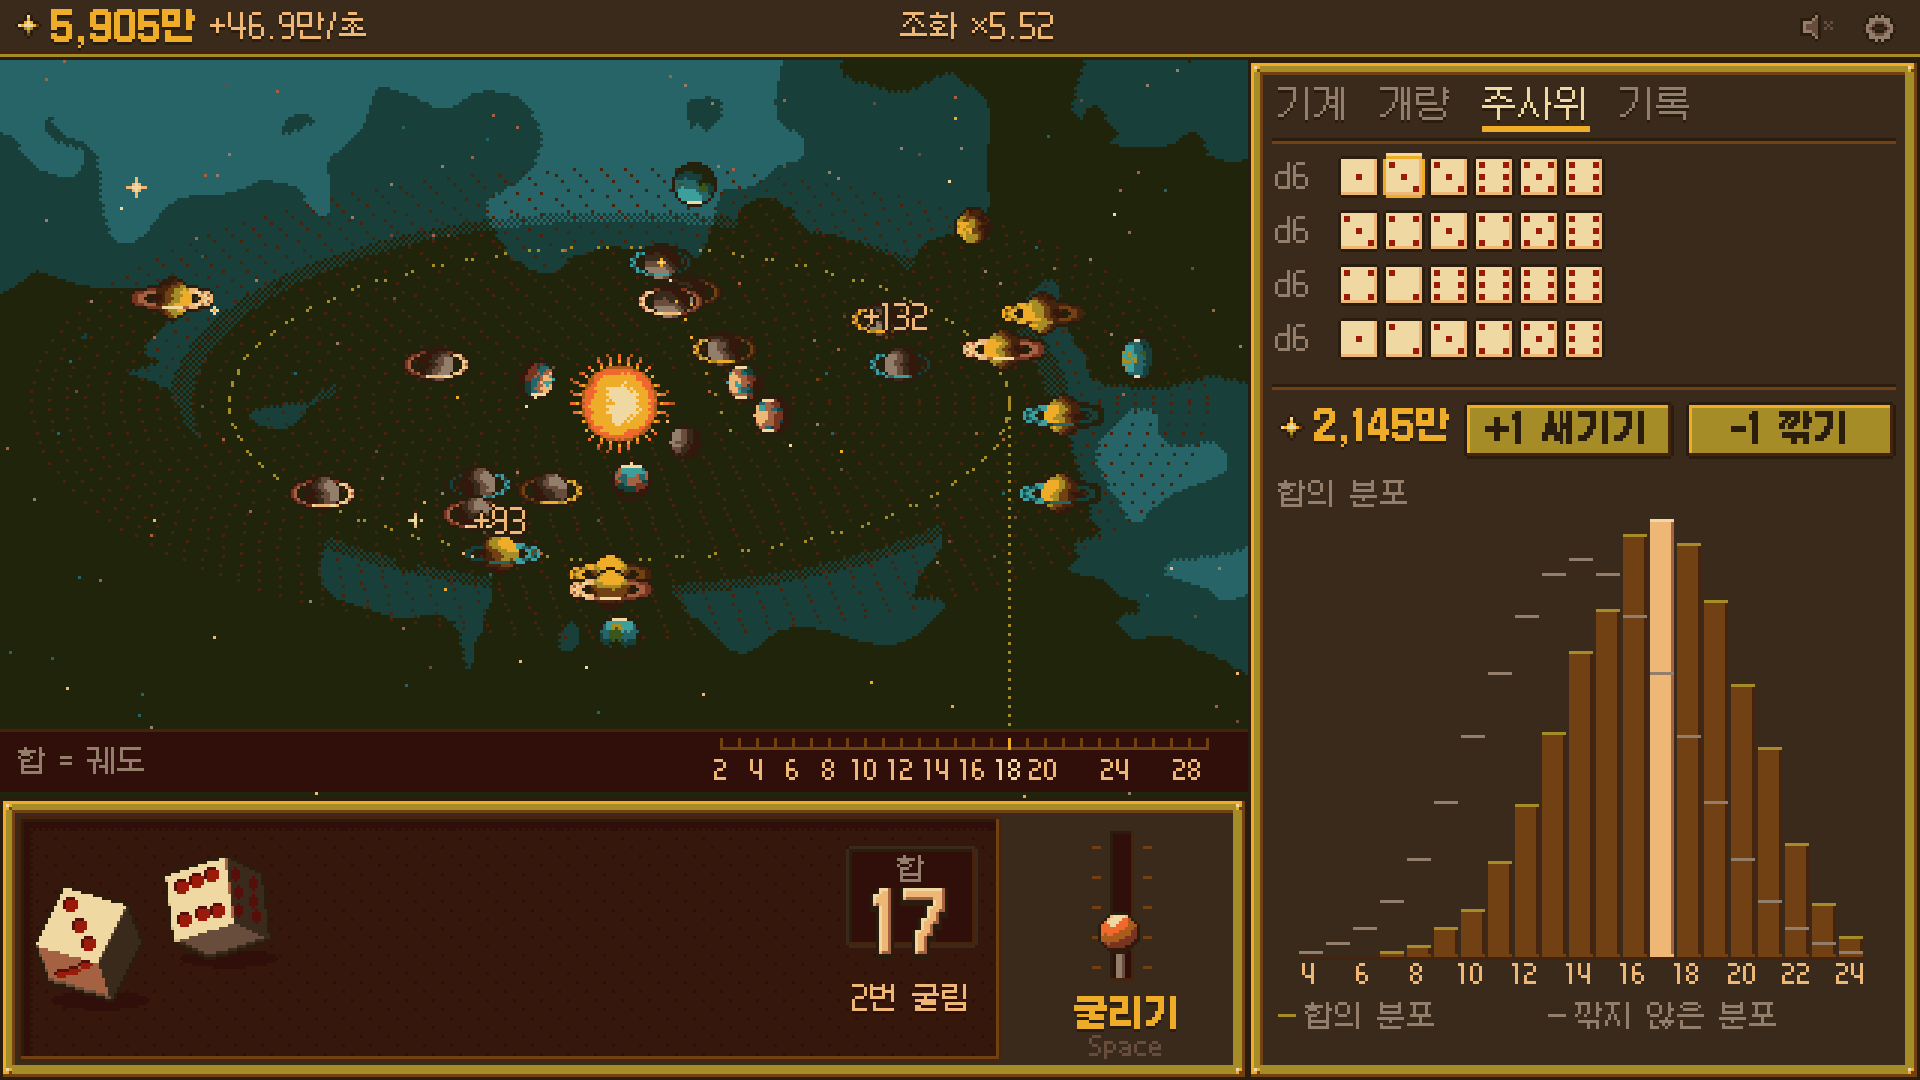 5,905만 +46.9만/초
조화 ×5.52
기계 개량 주사위 기록
d6
d6
d6
d6
2,145만 +1 새기기 -1 깎기
합의 분포
4 6 8 10 12 14 16 18 20 22 24
합의 분포 깎지 않은 분포
+132
+93
합 = 궤도
2 4 6 8 10 12 14 16 18 20 24 28
합
17
2번 굴림
굴리기
Space